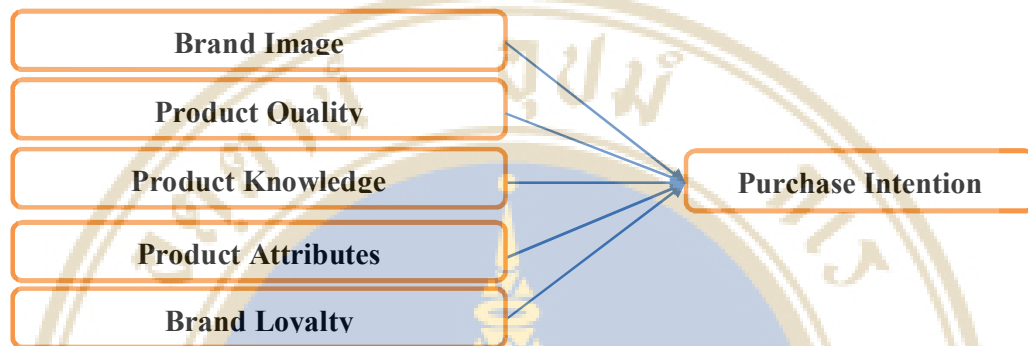 Brand Image
Product Quality
Product Knowledge
Purchase Intention
Product Attributes
Brand Loyalty